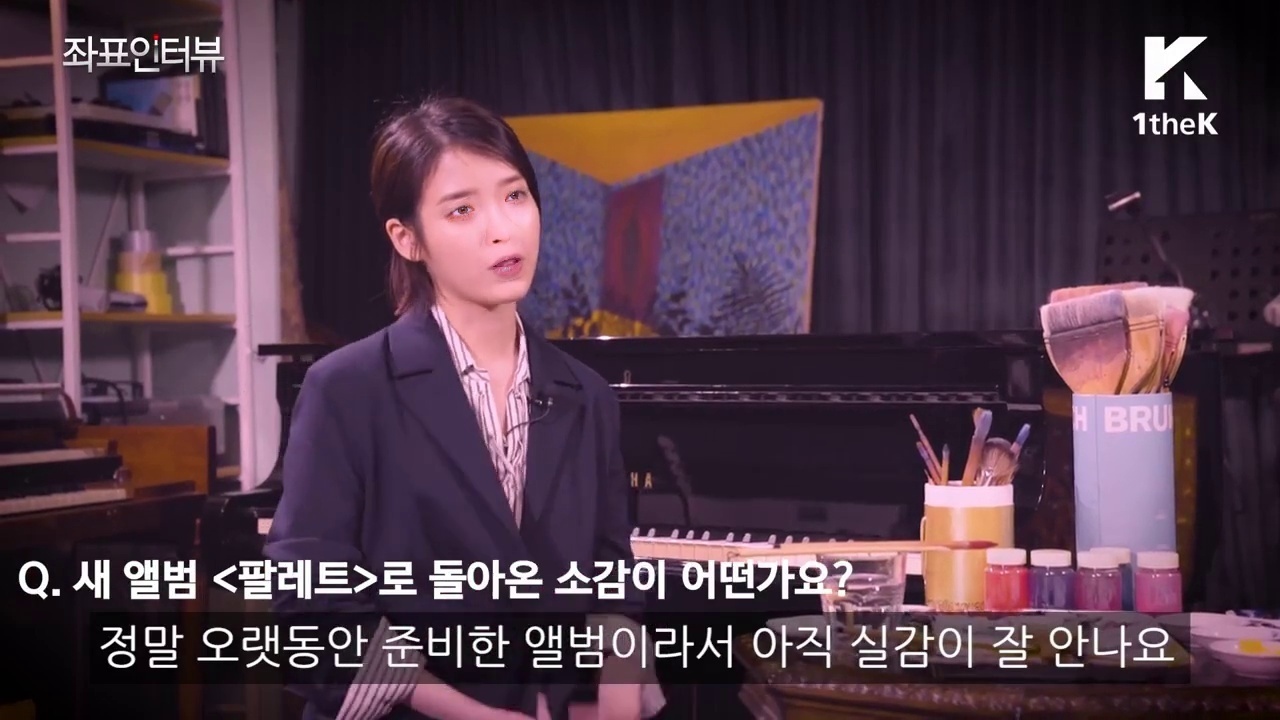 좌표인터뷰
1theK
Q. 새 앨범 <팔레트>로 돌아온 소감이 어떤가요?
정말 오랫동안 준비한 앨범이라서 아직 실감이 잘 안나요